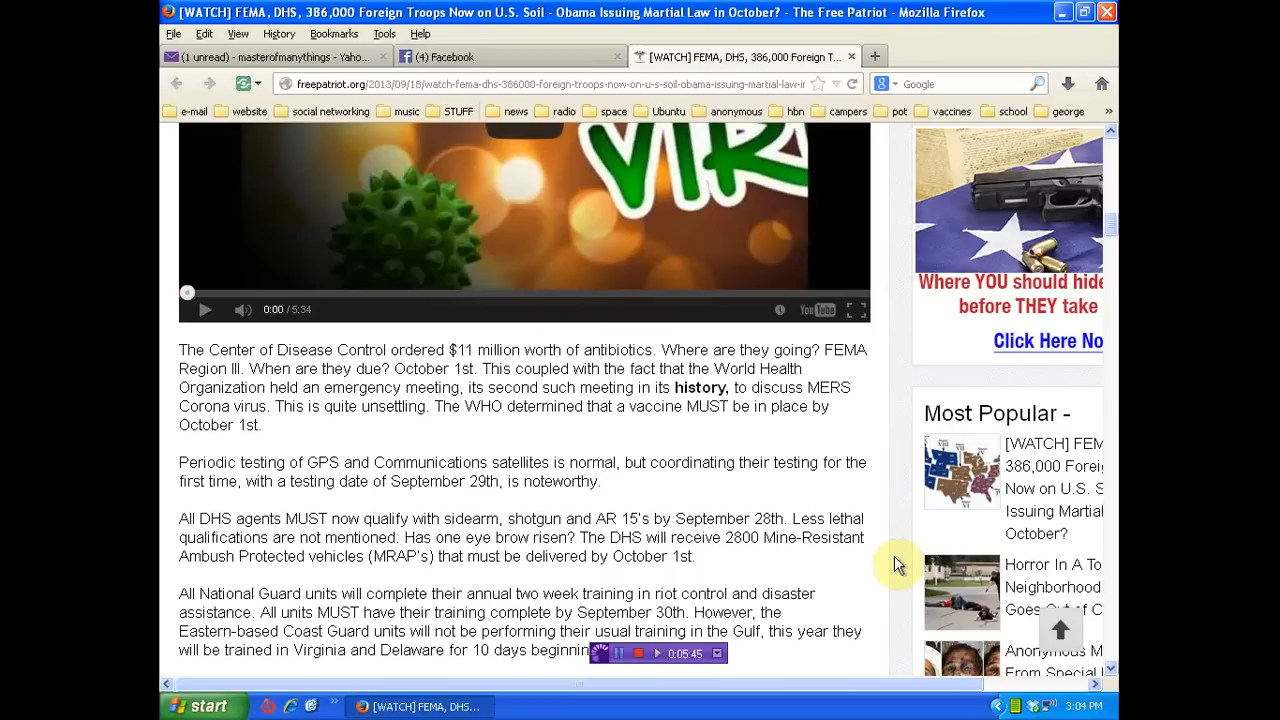 [WATCH] FEMA, DHS, 386,000 Foreign Troops Now on U.S. Soil - Obama Issuing Martial Law in October? - The Free Patriot - Mozilla Firefox
File Edit View History Bookmarks Tools Help
(1 unread) - masterofmanythings - Yaho...
(4) Facebook
[WATCH] FEMA, DHS, 386,000 Foreign T...
freepatriot.org/2013/09/18/watch-fema-dhs-386000-foreign-troops-now-on-u-s-soil-obama-issuing-martial-law-i
Google
e-mail website social networking music STUFF news radio space Ubuntu anonymous hbn campers pot vaccines school george
VIR
0:00 / 5:34
YouTube
The Center of Disease Control ordered $11 million worth of antibiotics. Where are they going? FEMA
Region III. When are they due? October 1st. This coupled with the fact that the World Health
Organization held an emergency meeting, its second such meeting in its history, to discuss MERS
Corona virus. This is quite unsettling. The WHO determined that a vaccine MUST be in place by
October 1st.
Periodic testing of GPS and Communications satellites is normal, but coordinating their testing for the
first time, with a testing date of September 29th, is noteworthy.
All DHS agents MUST now qualify with sidearm, shotgun and AR 15's by September 28th. Less lethal
qualifications are not mentioned. Has one eye brow risen? The DHS will receive 2800 Mine-Resistant
Ambush Protected vehicles (MRAP's) that must be delivered by October 1st.
All National Guard units will complete their annual two week training in riot control and disaster
assistance. All units MUST have their training complete by September 30th. However, the
Eastern-based Coast Guard units will not be performing their usual training in the Gulf, this year they
will be trained in Virginia and Delaware for 10 days beginnin
0:05:45
Where YOU should hide
before THEY take
Click Here No
Most Popular -
[WATCH] FEM
386,000 Foreig
Now on U.S. S
Issuing Martial
October?
Horror In A To
Neighborhood
Goes Out of C
Anonymous M
From Special
start
[WATCH] FEMA, DHS...
3:04 PM